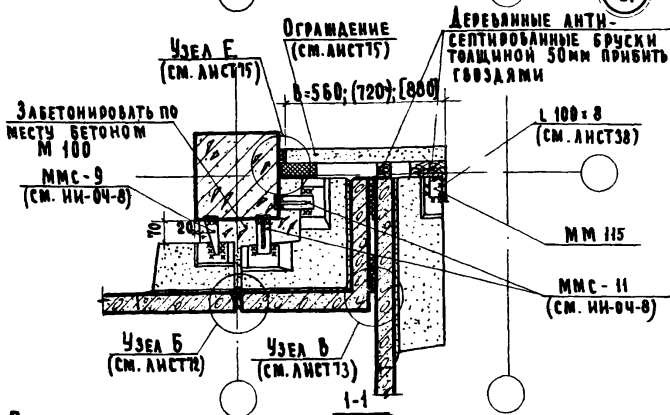 Ограждение
(см. лист 75)
Деревянные анти-
септированные бруски
толщиной 50мм прибить
гвоздями
Узел Е
(см. лист 75)
В=560; (720); [880]
Забетонировать по
месту бетоном
М 100
L 100×8
(см. лист 38)
ММС-9
(см. ИИ-04-8)
70
20
ММ 115
ММС-11
(см. ИИ-04-8)
Узел Б
(см. лист 72)
Узел В
(см. лист 73)
1-1